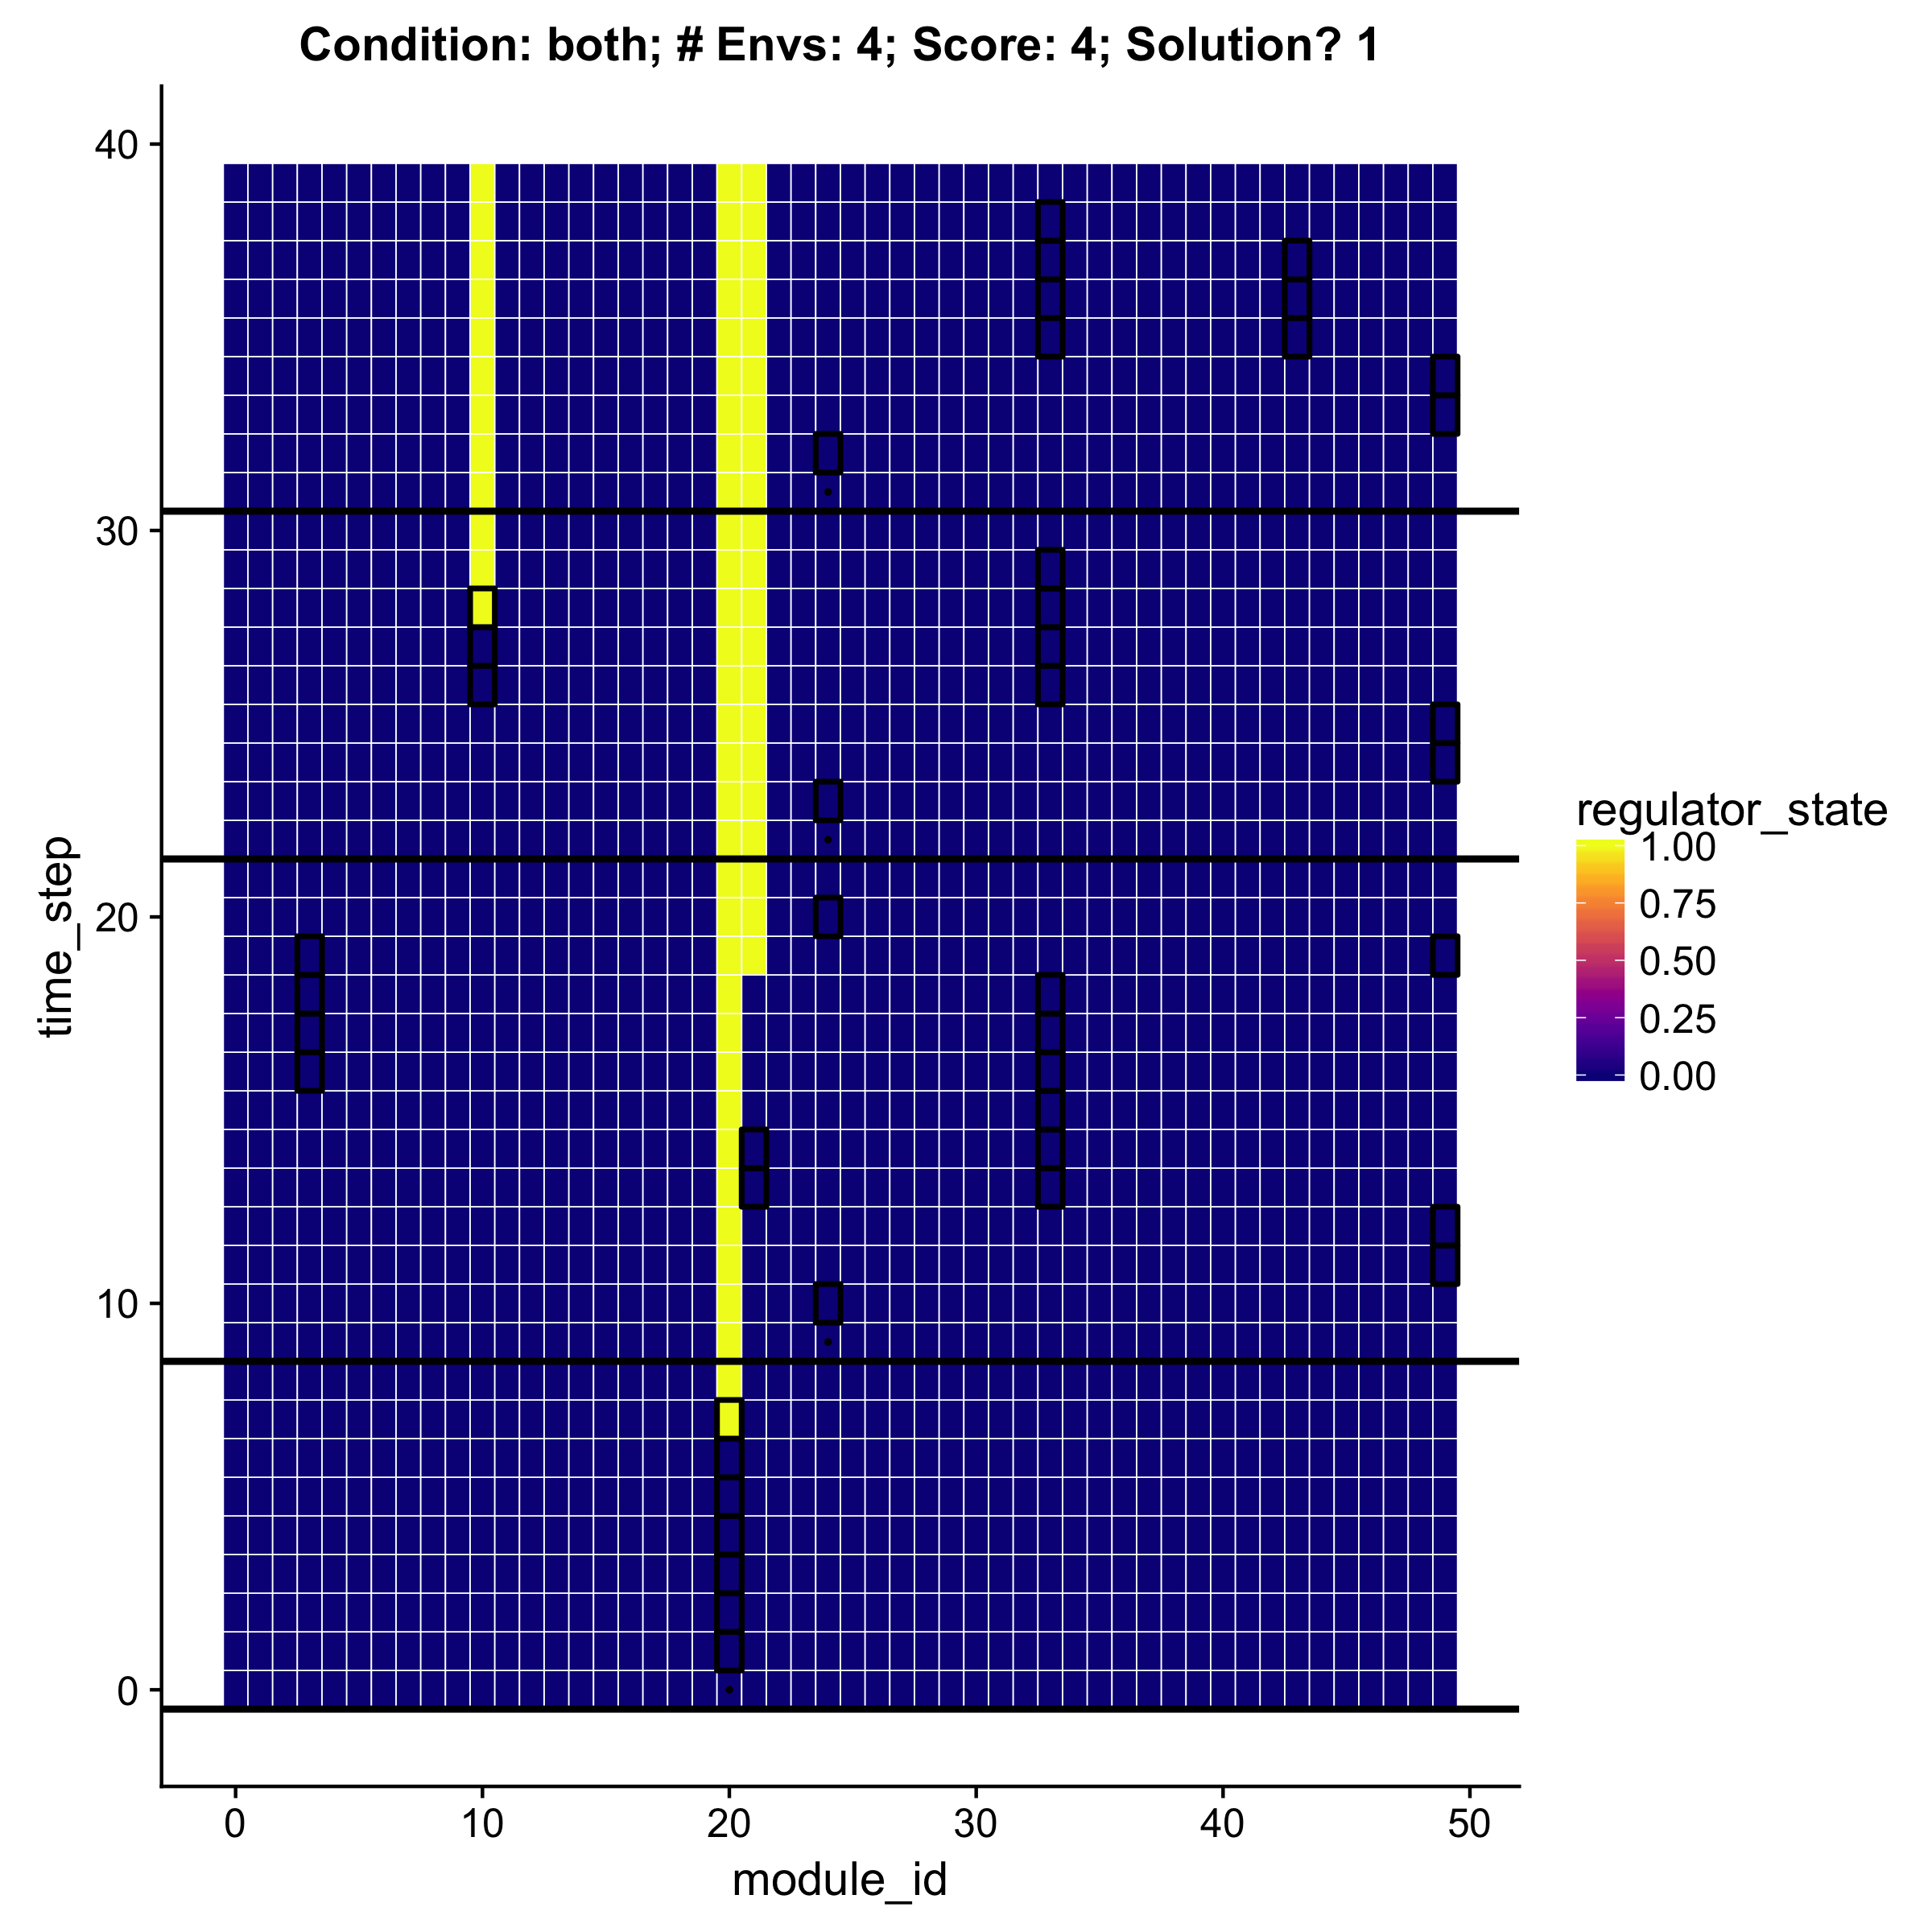 Condition: both; # Envs: 4; Score: 4; Solution? 1
40
30
20
10
0
time_step
0 10 20 30 40 50
module_id
regulator_state
1.00
0.75
0.50
0.25
0.00